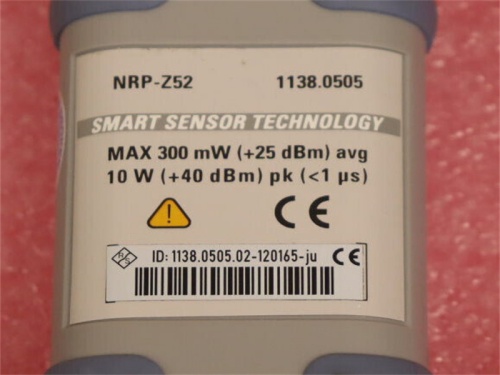 NRP-Z52 1138.0505
SMART SENSOR TECHNOLOGY
MAX 300 mW (+25 dBm) avg
10 W (+40 dBm) pk (<1 µs)
CE
R S ID: 1138.0505.02-120165-ju CE